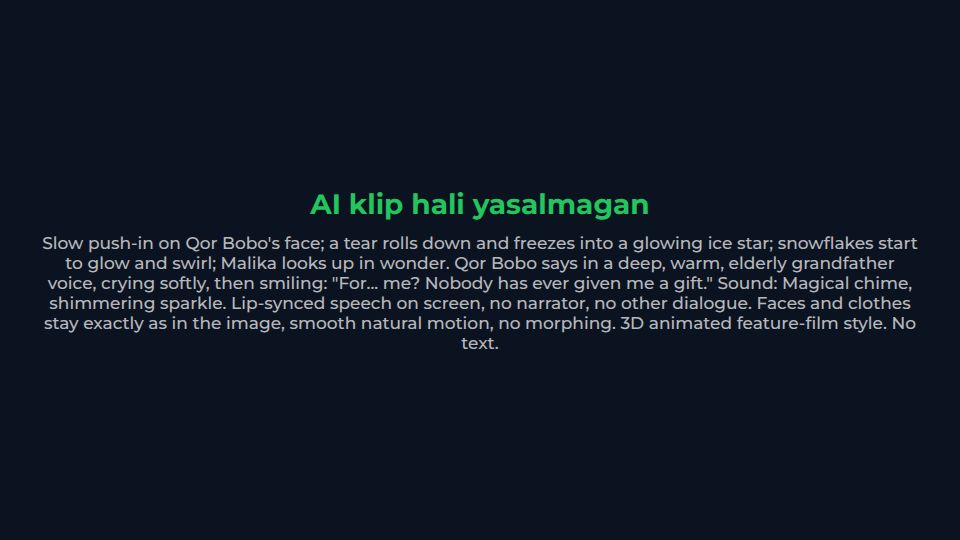 AI klip hali yasalmagan
Slow push-in on Qor Bobo's face; a tear rolls down and freezes into a glowing ice star; snowflakes start
to glow and swirl; Malika looks up in wonder. Qor Bobo says in a deep, warm, elderly grandfather
voice, crying softly, then smiling: "For... me? Nobody has ever given me a gift." Sound: Magical chime,
shimmering sparkle. Lip-synced speech on screen, no narrator, no other dialogue. Faces and clothes
stay exactly as in the image, smooth natural motion, no morphing. 3D animated feature-film style. No
text.